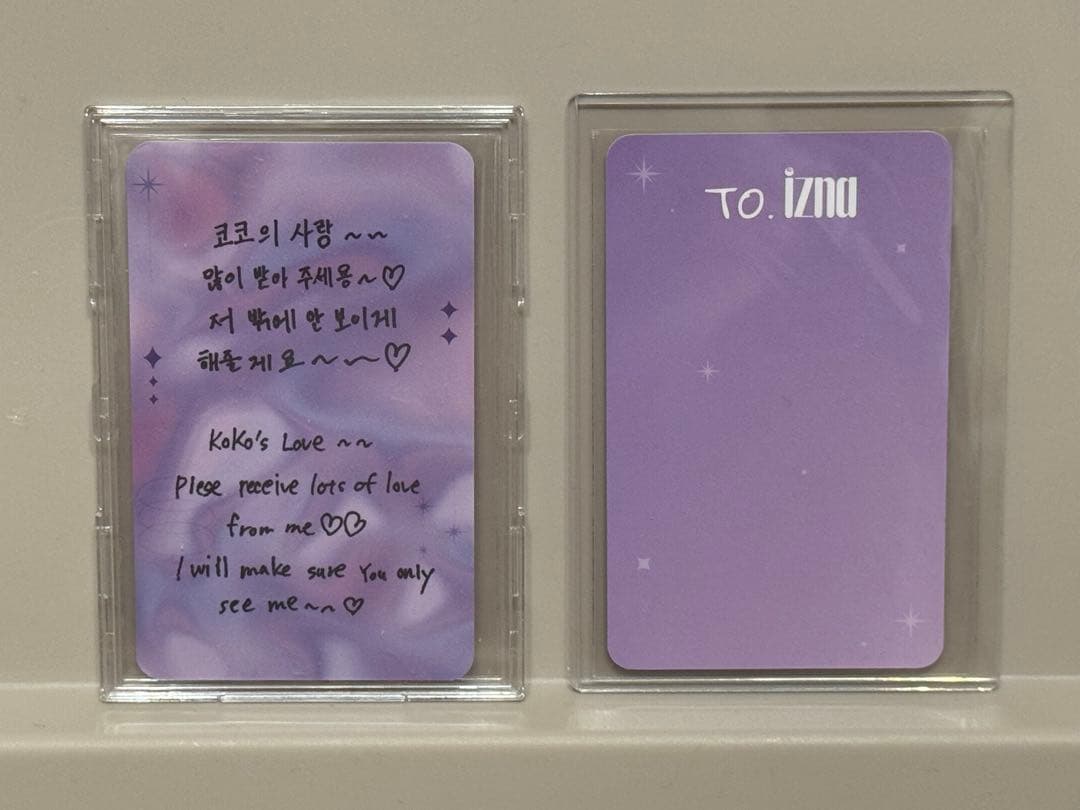 코코의 사랑 ~~
많이 받아 주세용~♡
저 밖에 안 보이게
해줄게요~~♡
KoKo's Love ~~
Plese receive lots of love
from me♡♡
I will make sure You only
see me~~♡
TO. izna